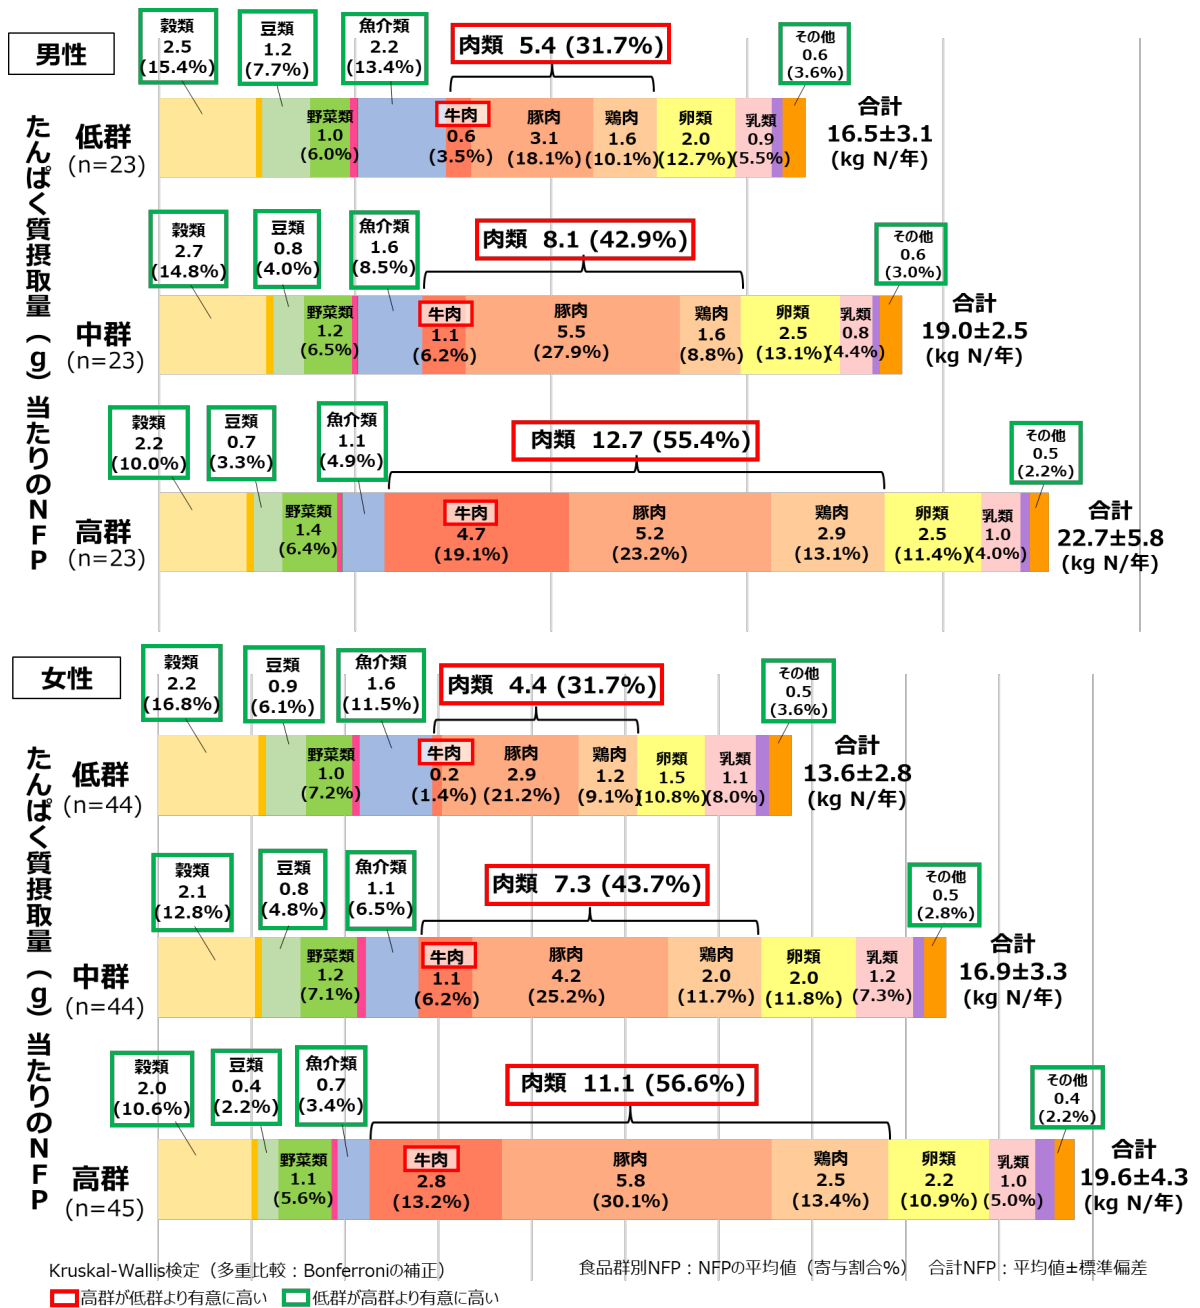 男性
たんぱく質摂取量（g）当たりのNFP
穀類
2.5
(15.4%)
豆類
1.2
(7.7%)
魚介類
2.2
(13.4%)
肉類 5.4 (31.7%)
その他
0.6
(3.6%)
低群
(n=23)
野菜類
1.0
(6.0%)
牛肉
0.6
(3.5%)
豚肉
3.1
(18.1%)
鶏肉
1.6
(10.1%)
卵類
2.0
(12.7%)
乳類
0.9
(5.5%)
合計
16.5±3.1
(kg N/年)
穀類
2.7
(14.8%)
豆類
0.8
(4.0%)
魚介類
1.6
(8.5%)
肉類 8.1 (42.9%)
その他
0.6
(3.0%)
中群
(n=23)
野菜類
1.2
(6.5%)
牛肉
1.1
(6.2%)
豚肉
5.5
(27.9%)
鶏肉
1.6
(8.8%)
卵類
2.5
(13.1%)
乳類
0.8
(4.4%)
合計
19.0±2.5
(kg N/年)
穀類
2.2
(10.0%)
豆類
0.7
(3.3%)
魚介類
1.1
(4.9%)
肉類 12.7 (55.4%)
その他
0.5
(2.2%)
高群
(n=23)
野菜類
1.4
(6.4%)
牛肉
4.7
(19.1%)
豚肉
5.2
(23.2%)
鶏肉
2.9
(13.1%)
卵類
2.5
(11.4%)
乳類
1.0
(4.0%)
合計
22.7±5.8
(kg N/年)
女性
たんぱく質摂取量（g）当たりのNFP
穀類
2.2
(16.8%)
豆類
0.9
(6.1%)
魚介類
1.6
(11.5%)
肉類 4.4 (31.7%)
その他
0.5
(3.6%)
低群
(n=44)
野菜類
1.0
(7.2%)
牛肉
0.2
(1.4%)
豚肉
2.9
(21.2%)
鶏肉
1.2
(9.1%)
卵類
1.5
(10.8%)
乳類
1.1
(8.0%)
合計
13.6±2.8
(kg N/年)
穀類
2.1
(12.8%)
豆類
0.8
(4.8%)
魚介類
1.1
(6.5%)
肉類 7.3 (43.7%)
その他
0.5
(2.8%)
中群
(n=44)
野菜類
1.2
(7.1%)
牛肉
1.1
(6.2%)
豚肉
4.2
(25.2%)
鶏肉
2.0
(11.7%)
卵類
2.0
(11.8%)
乳類
1.2
(7.3%)
合計
16.9±3.3
(kg N/年)
穀類
2.0
(10.6%)
豆類
0.4
(2.2%)
魚介類
0.7
(3.4%)
肉類 11.1 (56.6%)
その他
0.4
(2.2%)
高群
(n=45)
野菜類
1.1
(5.6%)
牛肉
2.8
(13.2%)
豚肉
5.8
(30.1%)
鶏肉
2.5
(13.4%)
卵類
2.2
(10.9%)
乳類
1.0
(5.0%)
合計
19.6±4.3
(kg N/年)
Kruskal-Wallis検定（多重比較：Bonferroniの補正）
食品群別NFP：NFPの平均値（寄与割合%） 合計NFP：平均値±標準偏差
高群が低群より有意に高い 低群が高群より有意に高い